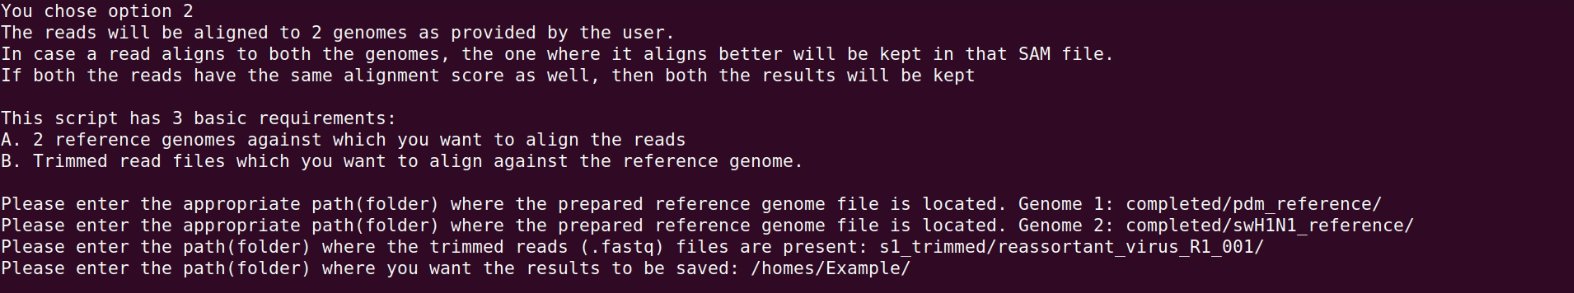 You chose option 2
The reads will be aligned to 2 genomes as provided by the user.
In case a read aligns to both the genomes, the one where it aligns better will be kept in that SAM file.
If both the reads have the same alignment score as well, then both the results will be kept
This script has 3 basic requirements:
A. 2 reference genomes against which you want to align the reads
B. Trimmed read files which you want to align against the reference genome.
Please enter the appropriate path(folder) where the prepared reference genome file is located. Genome 1: completed/pdm_reference/
Please enter the appropriate path(folder) where the prepared reference genome file is located. Genome 2: completed/swH1N1_reference/
Please enter the path(folder) where the trimmed reads (.fastq) files are present: s1_trimmed/reassortant_virus_R1_001/
Please enter the path(folder) where you want the results to be saved: /homes/Example/